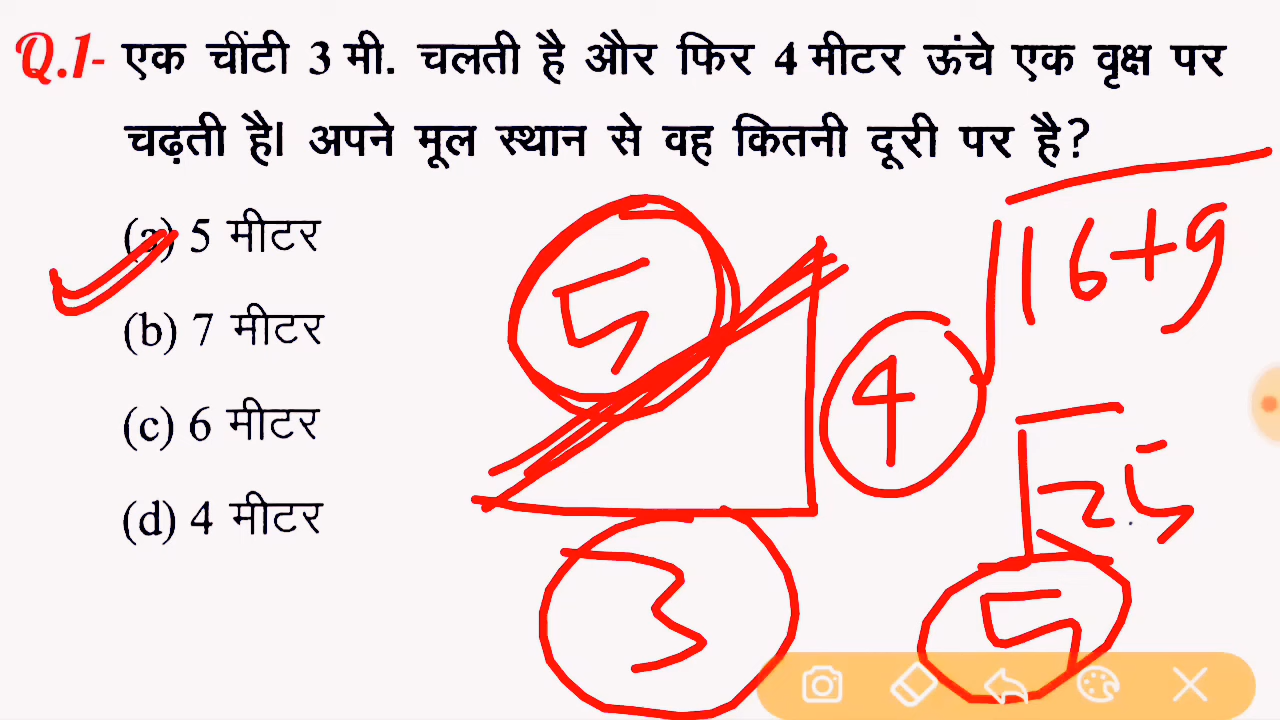 Q.1- एक चींटी 3 मी. चलती है और फिर 4 मीटर ऊंचे एक वृक्ष पर
चढ़ती है। अपने मूल स्थान से वह कितनी दूरी पर है?
(a) 5 मीटर
(b) 7 मीटर
(c) 6 मीटर
(d) 4 मीटर
5
4
3
√16+9
√25
5